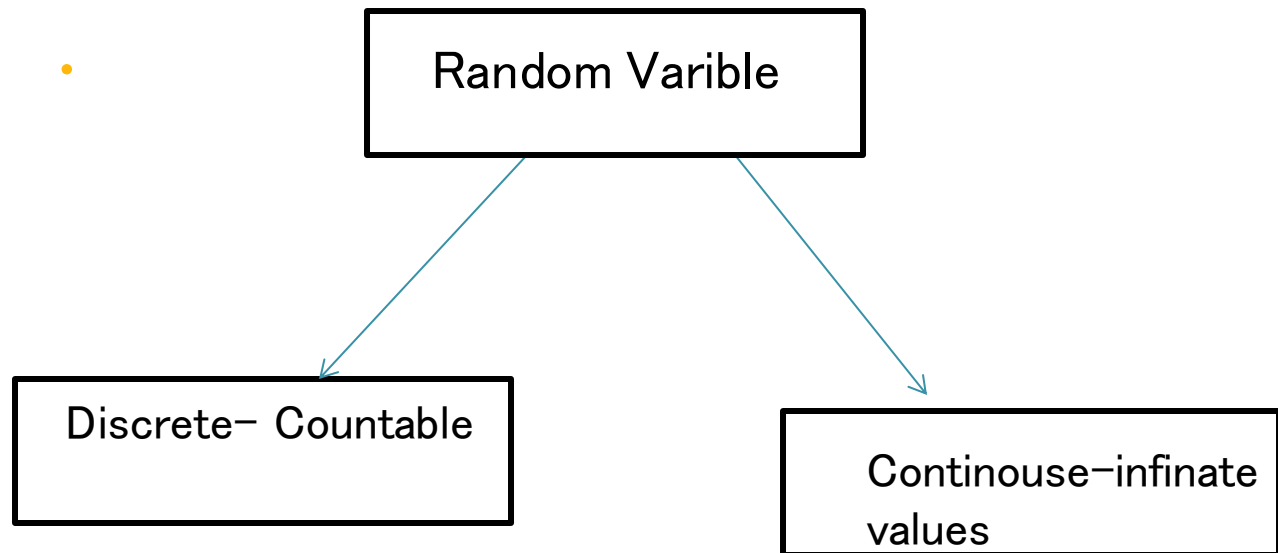 Random Varible
Discrete- Countable
Continouse-infinate
values